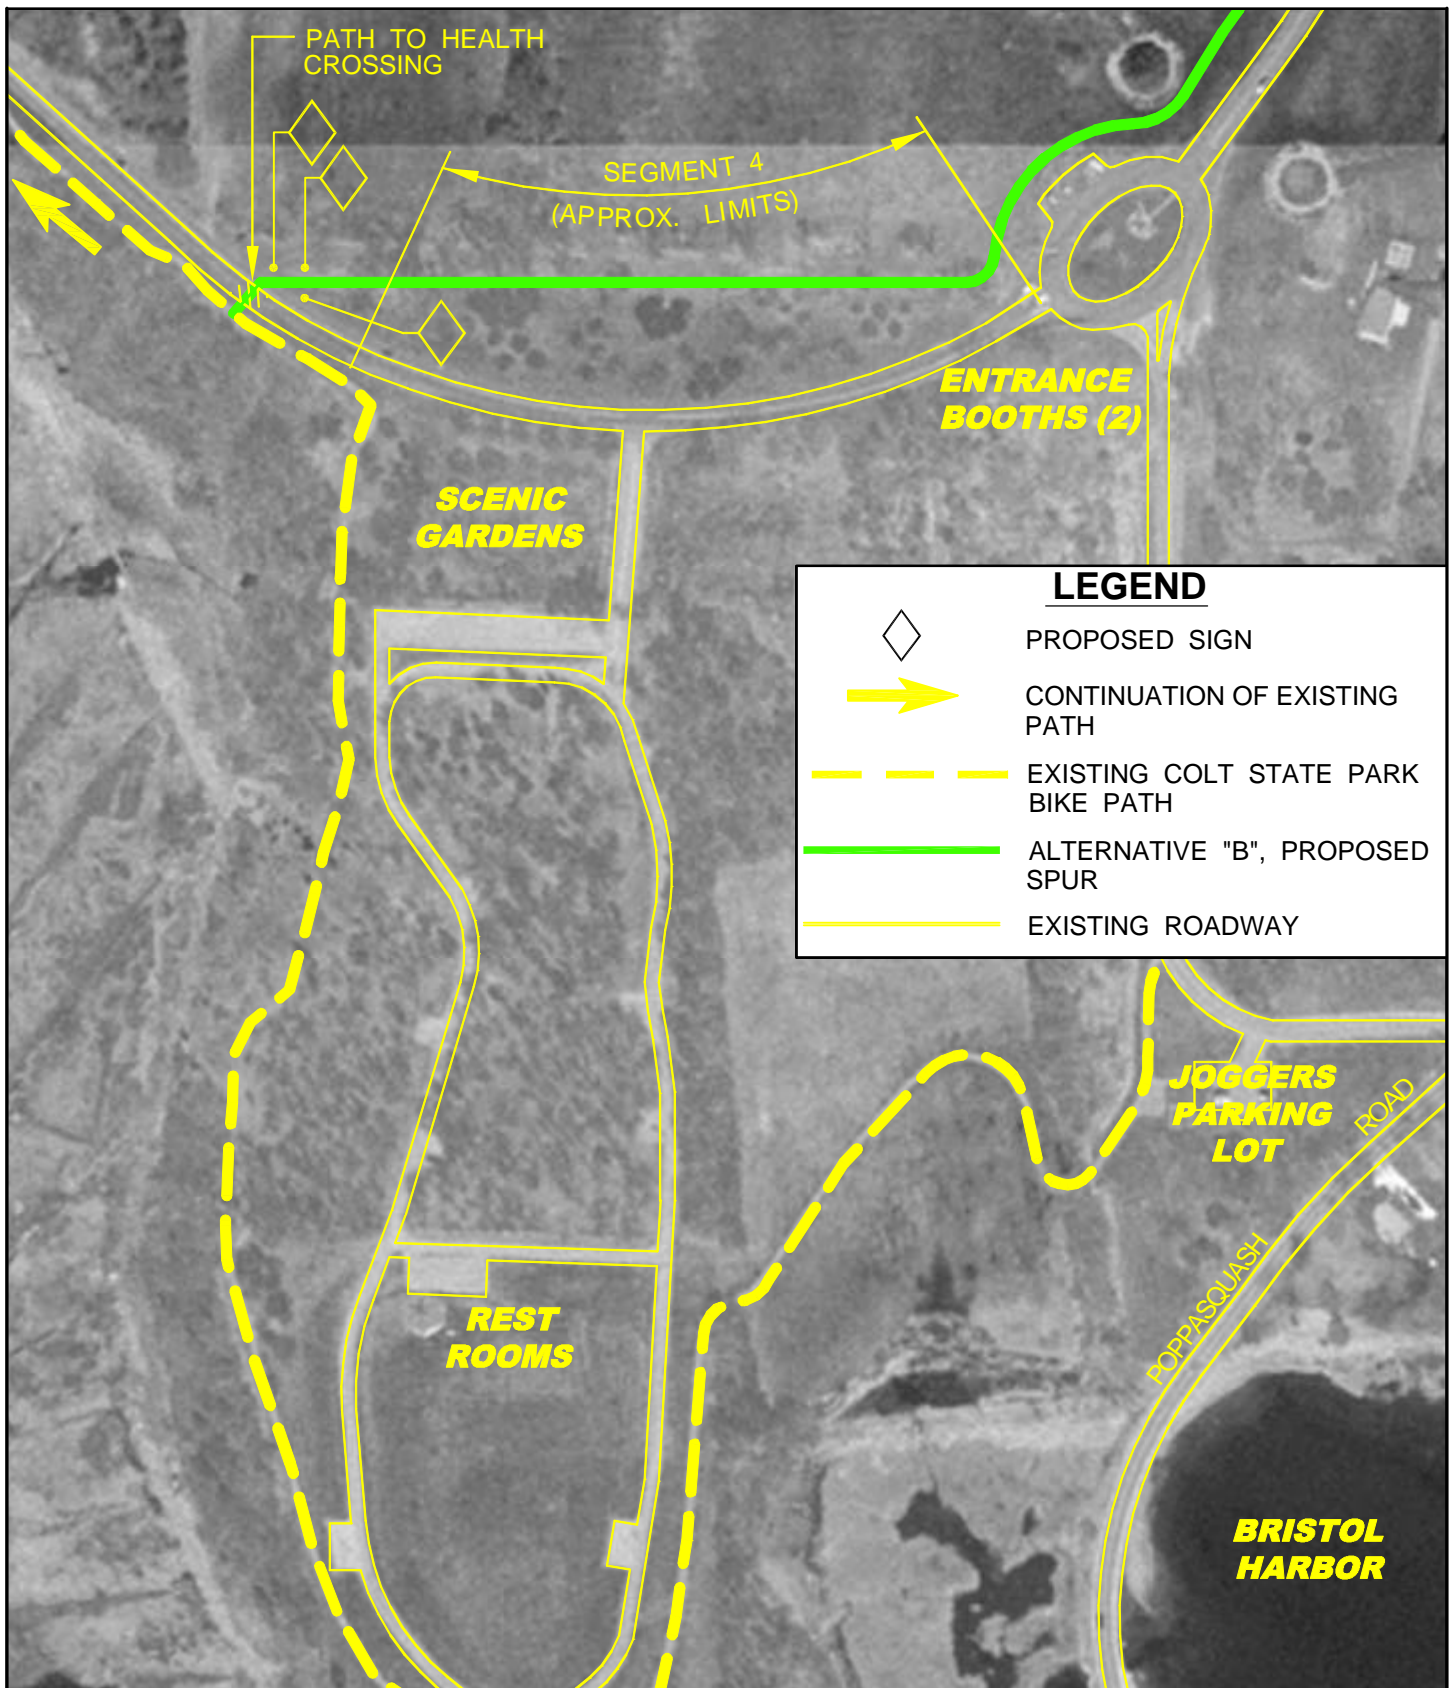 PATH TO HEALTH
CROSSING
SEGMENT 4
(APPROX. LIMITS)
ENTRANCE
BOOTHS (2)
SCENIC
GARDENS
LEGEND
PROPOSED SIGN
CONTINUATION OF EXISTING
PATH
EXISTING COLT STATE PARK
BIKE PATH
ALTERNATIVE "B", PROPOSED
SPUR
EXISTING ROADWAY
JOGGERS
PARKING
LOT
POPPASQUASH ROAD
REST
ROOMS
BRISTOL
HARBOR